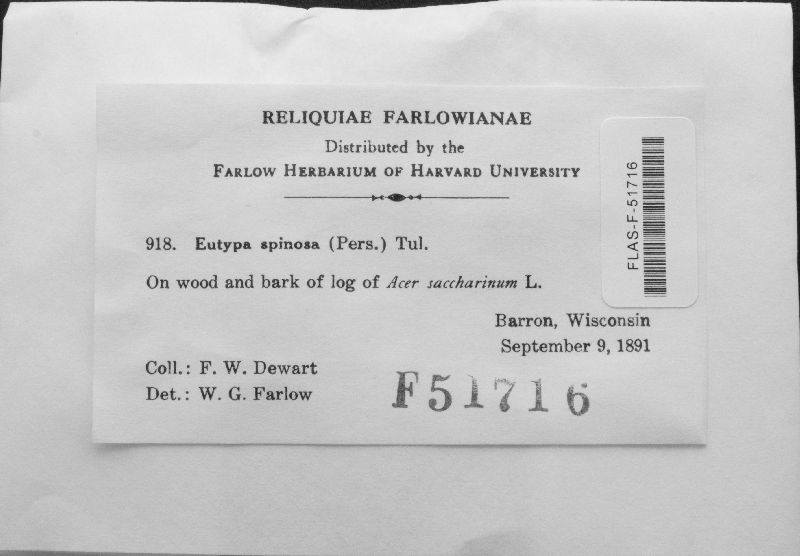 RELIQUIAE FARLOWIANAE
Distributed by the
FARLOW HERBARIUM OF HARVARD UNIVERSITY
918. Eutypa spinosa (Pers.) Tul.
On wood and bark of log of Acer saccharinum L.
Barron, Wisconsin
September 9, 1891
Coll.: F. W. Dewart
Det.: W. G. Farlow
F51716
FLAS-F-51716